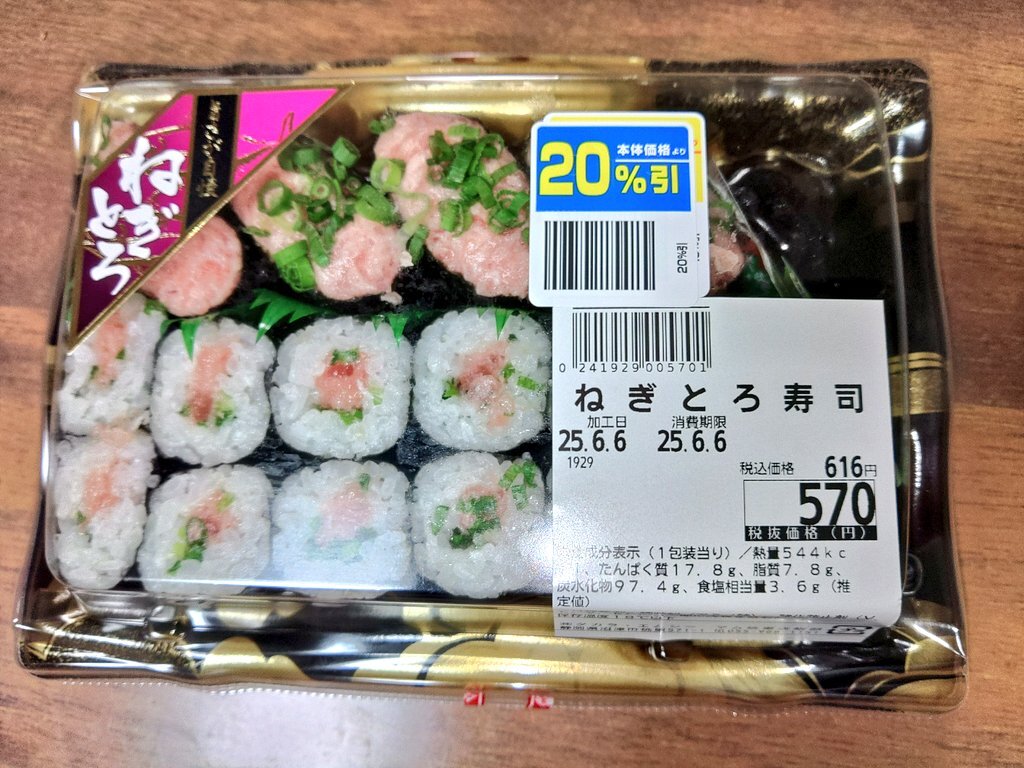 ねぎ
とろ
本体価格より
20%引
20%引
0 241929 005701
ねぎとろ寿司
加工日 消費期限
25.6.6 25.6.6
1929
税込価格 616円
570
税抜価格(円)
成分表示(1包装当り)/熱量544kc
、たんぱく質17.8g、脂質7.8g、
炭水化物97.4g、食塩相当量3.6g(推
定値)